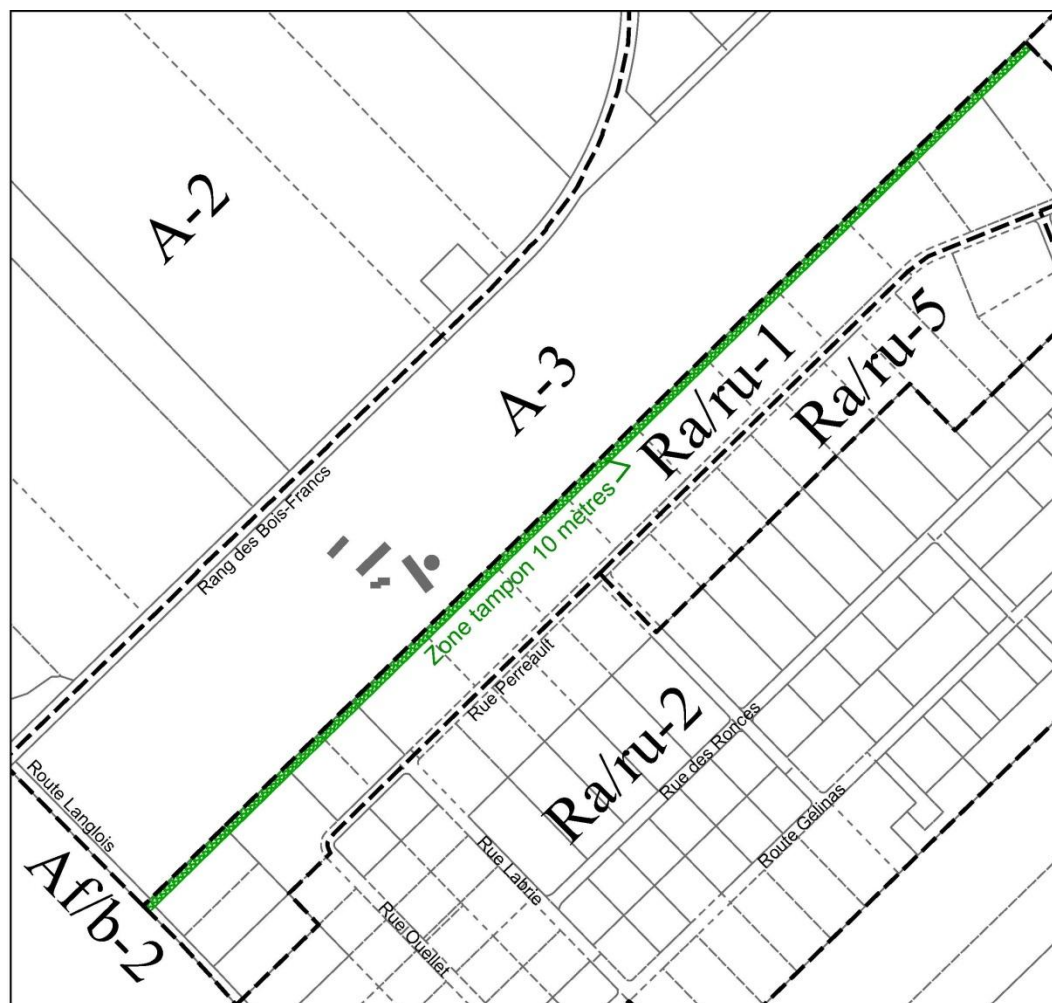 A-2
A-3
Ra/ru-1
Ra/ru-5
Rang des Bois-Francs
Zone tampon 10 mètres
Rue Perreault
Ra/ru-2
Rue des Ronces
Route Langlois
Route Gélinas
Af/b-2
Rue Labrie
Rue Ouellet